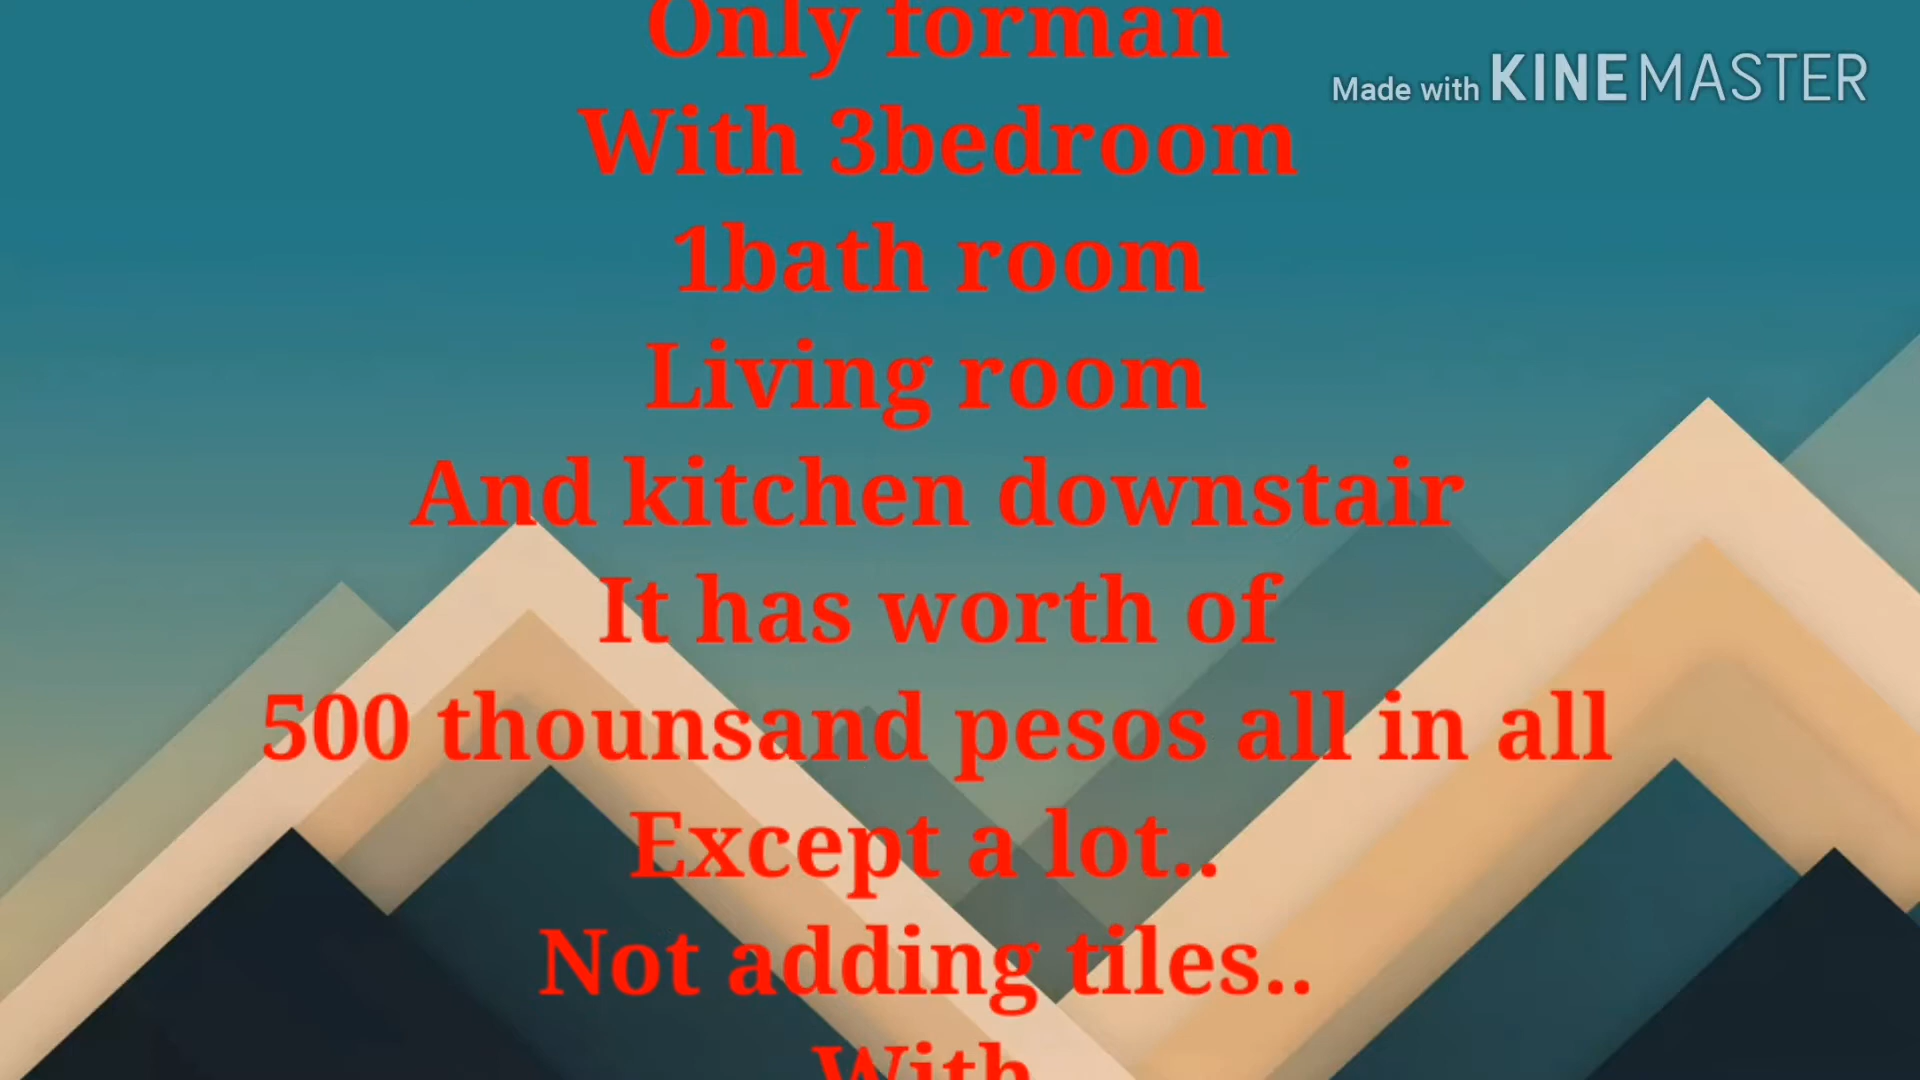 Only forman
Made with KINEMASTER
With 3bedroom
1bath room
Living room
And kitchen downstair
It has worth of
500 thounsand pesos all in all
Except a lot..
Not adding tiles..
With